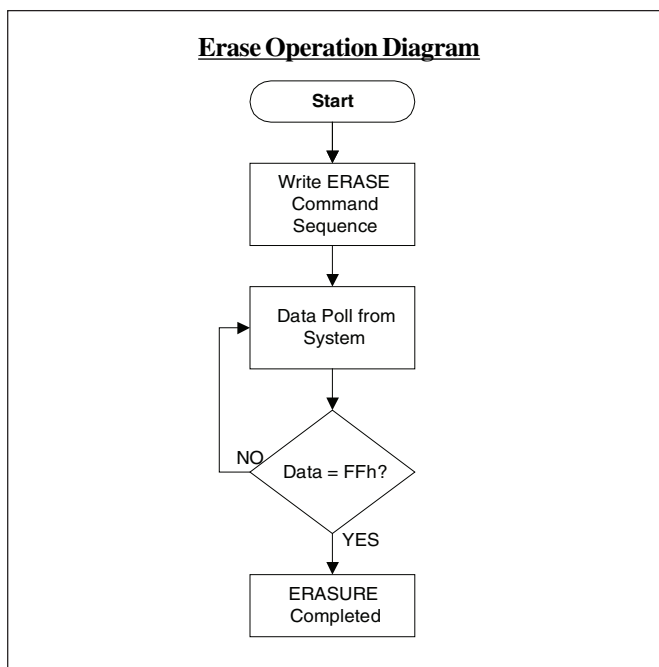 Erase Operation Diagram
Start
Write ERASE
Command
Sequence
Data Poll from
System
NO
Data = FFh?
YES
ERASURE
Completed